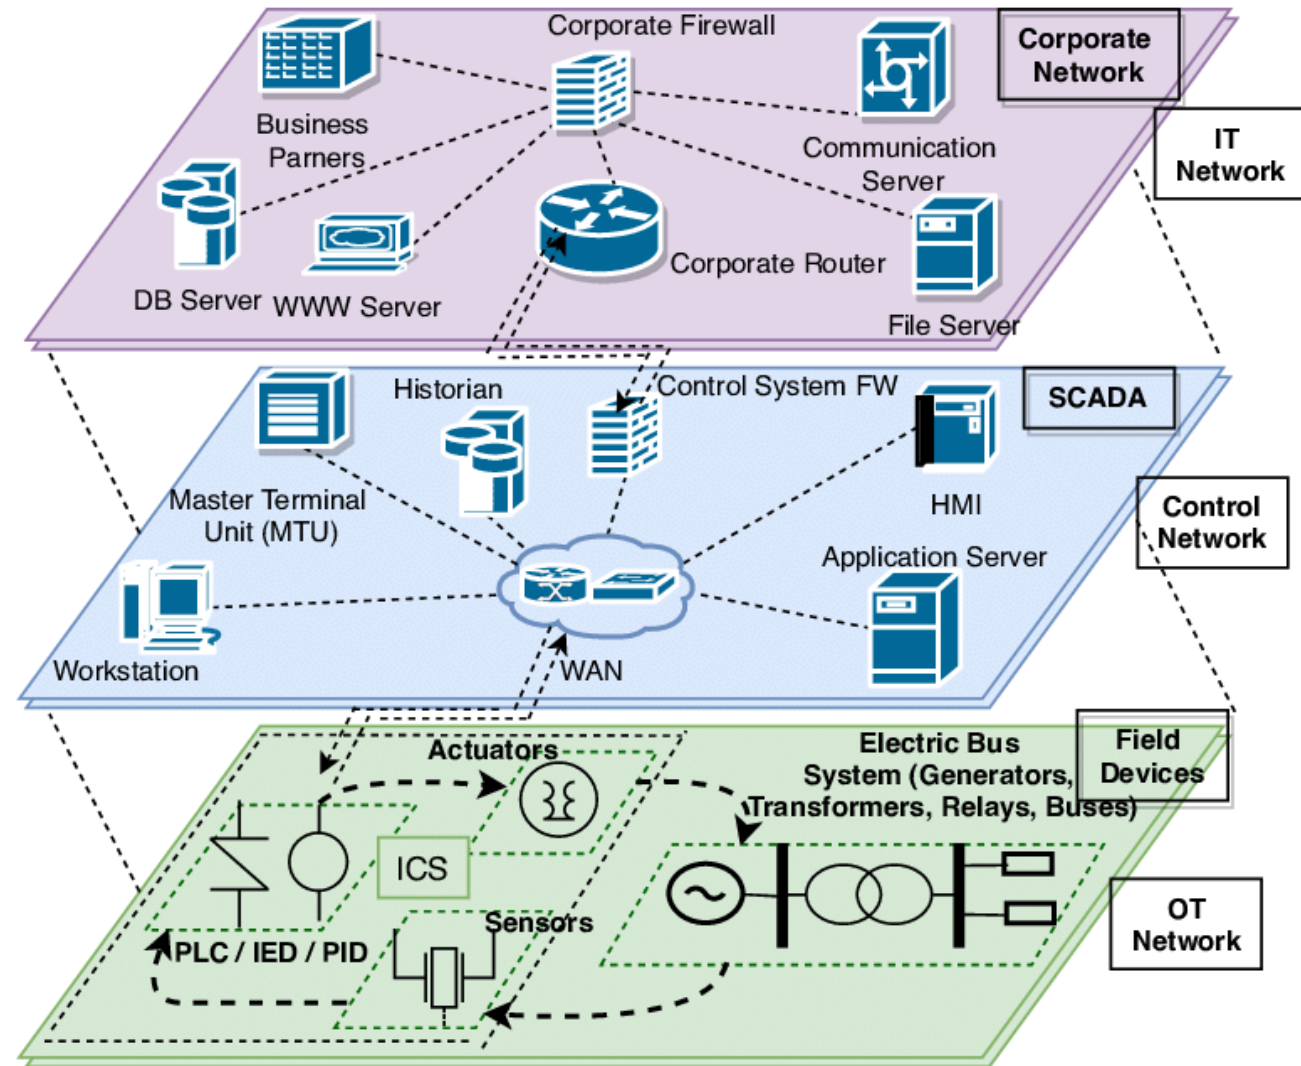 Corporate Firewall
Corporate
Network
Business
Parners
Communication
Server
IT
Network
DB Server
WWW Server
Corporate Router
File Server
Historian
Control System FW
SCADA
Master Terminal
Unit (MTU)
HMI
Control
Network
Application Server
Workstation
WAN
Actuators
Electric Bus
System (Generators,
Transformers, Relays, Buses)
Field
Devices
ICS
Sensors
PLC / IED / PID
OT
Network